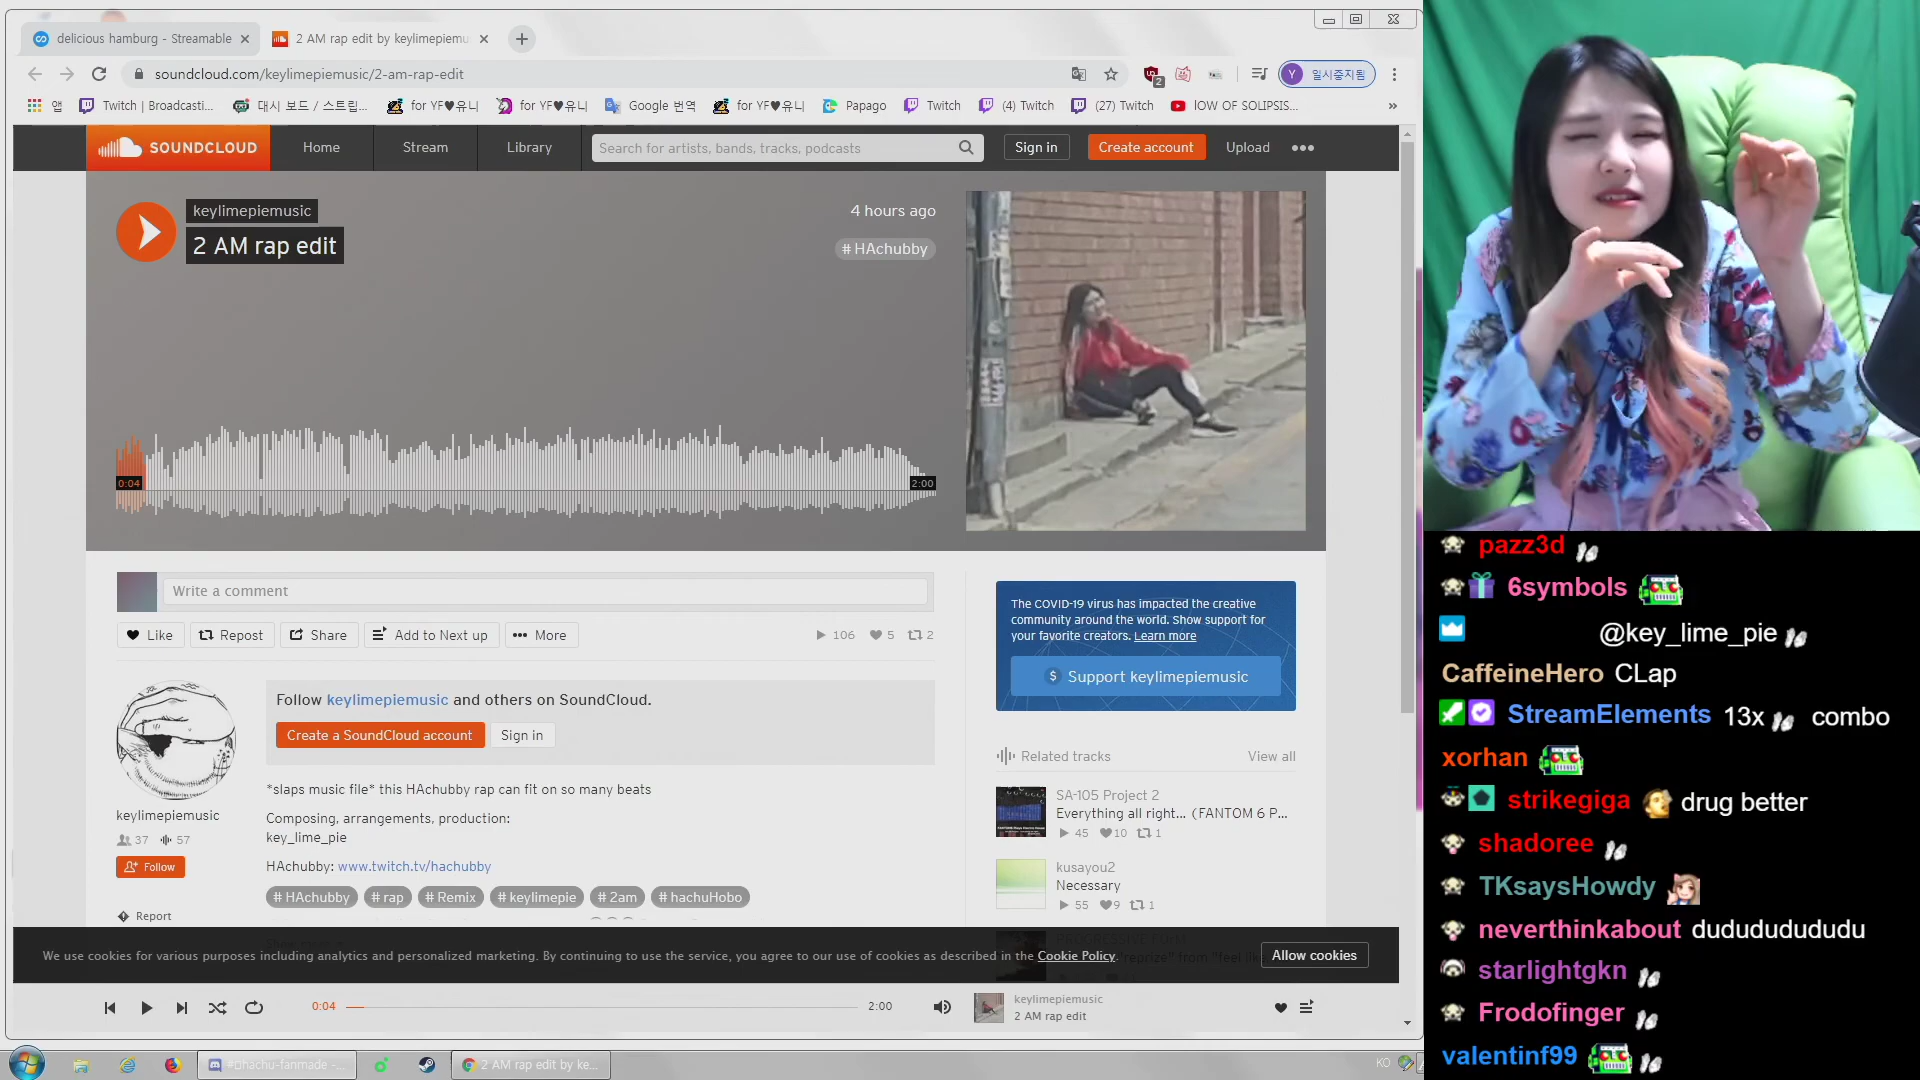 delicious hamburg - Streamable
2 AM rap edit by keylimepiemu
soundcloud.com/keylimepiemusic/2-am-rap-edit
2
Y 일시중지됨
앱
Twitch | Broadcasti...
대시 보드 / 스트립...
for YF♥유니
for YF♥유니
Google 번역
for YF♥유니
Papago
Twitch
(4) Twitch
(27) Twitch
lOW OF SOLIPSIS...
»
SOUNDCLOUD
Home
Stream
Library
Search for artists, bands, tracks, podcasts
Sign in
Create account
Upload
keylimepiemusic
2 AM rap edit
4 hours ago
# HAchubby
0:04
2:00
Write a comment
Like
Repost
Share
Add to Next up
More
106
5
2
keylimepiemusic
37
57
Follow
Report
Follow keylimepiemusic and others on SoundCloud.
Create a SoundCloud account
Sign in
*slaps music file* this HAchubby rap can fit on so many beats
Composing, arrangements, production:
key_lime_pie
HAchubby: www.twitch.tv/hachubby
# HAchubby
# rap
# Remix
# keylimepie
# 2am
# hachuHobo
The COVID-19 virus has impacted the creative
community around the world. Show support for
your favorite creators. Learn more
$ Support keylimepiemusic
Related tracks
View all
SA-105 Project 2
Everything all right... (FANTOM 6 P...
45
10
1
kusayou2
Necessary
55
9
1
We use cookies for various purposes including analytics and personalized marketing. By continuing to use the service, you agree to our use of cookies as described in the Cookie Policy.
Allow cookies
0:04
2:00
keylimepiemusic
2 AM rap edit
#hachu-fanmade -...
2 AM rap edit by ke...
KO
pazz3d
6symbols
@key_lime_pie
CaffeineHero CLap
StreamElements 13x combo
xorhan
strikegiga drug better
shadoree
TKsaysHowdy
neverthinkabout dudududududu
starlightgkn
Frodofinger
valentinf99